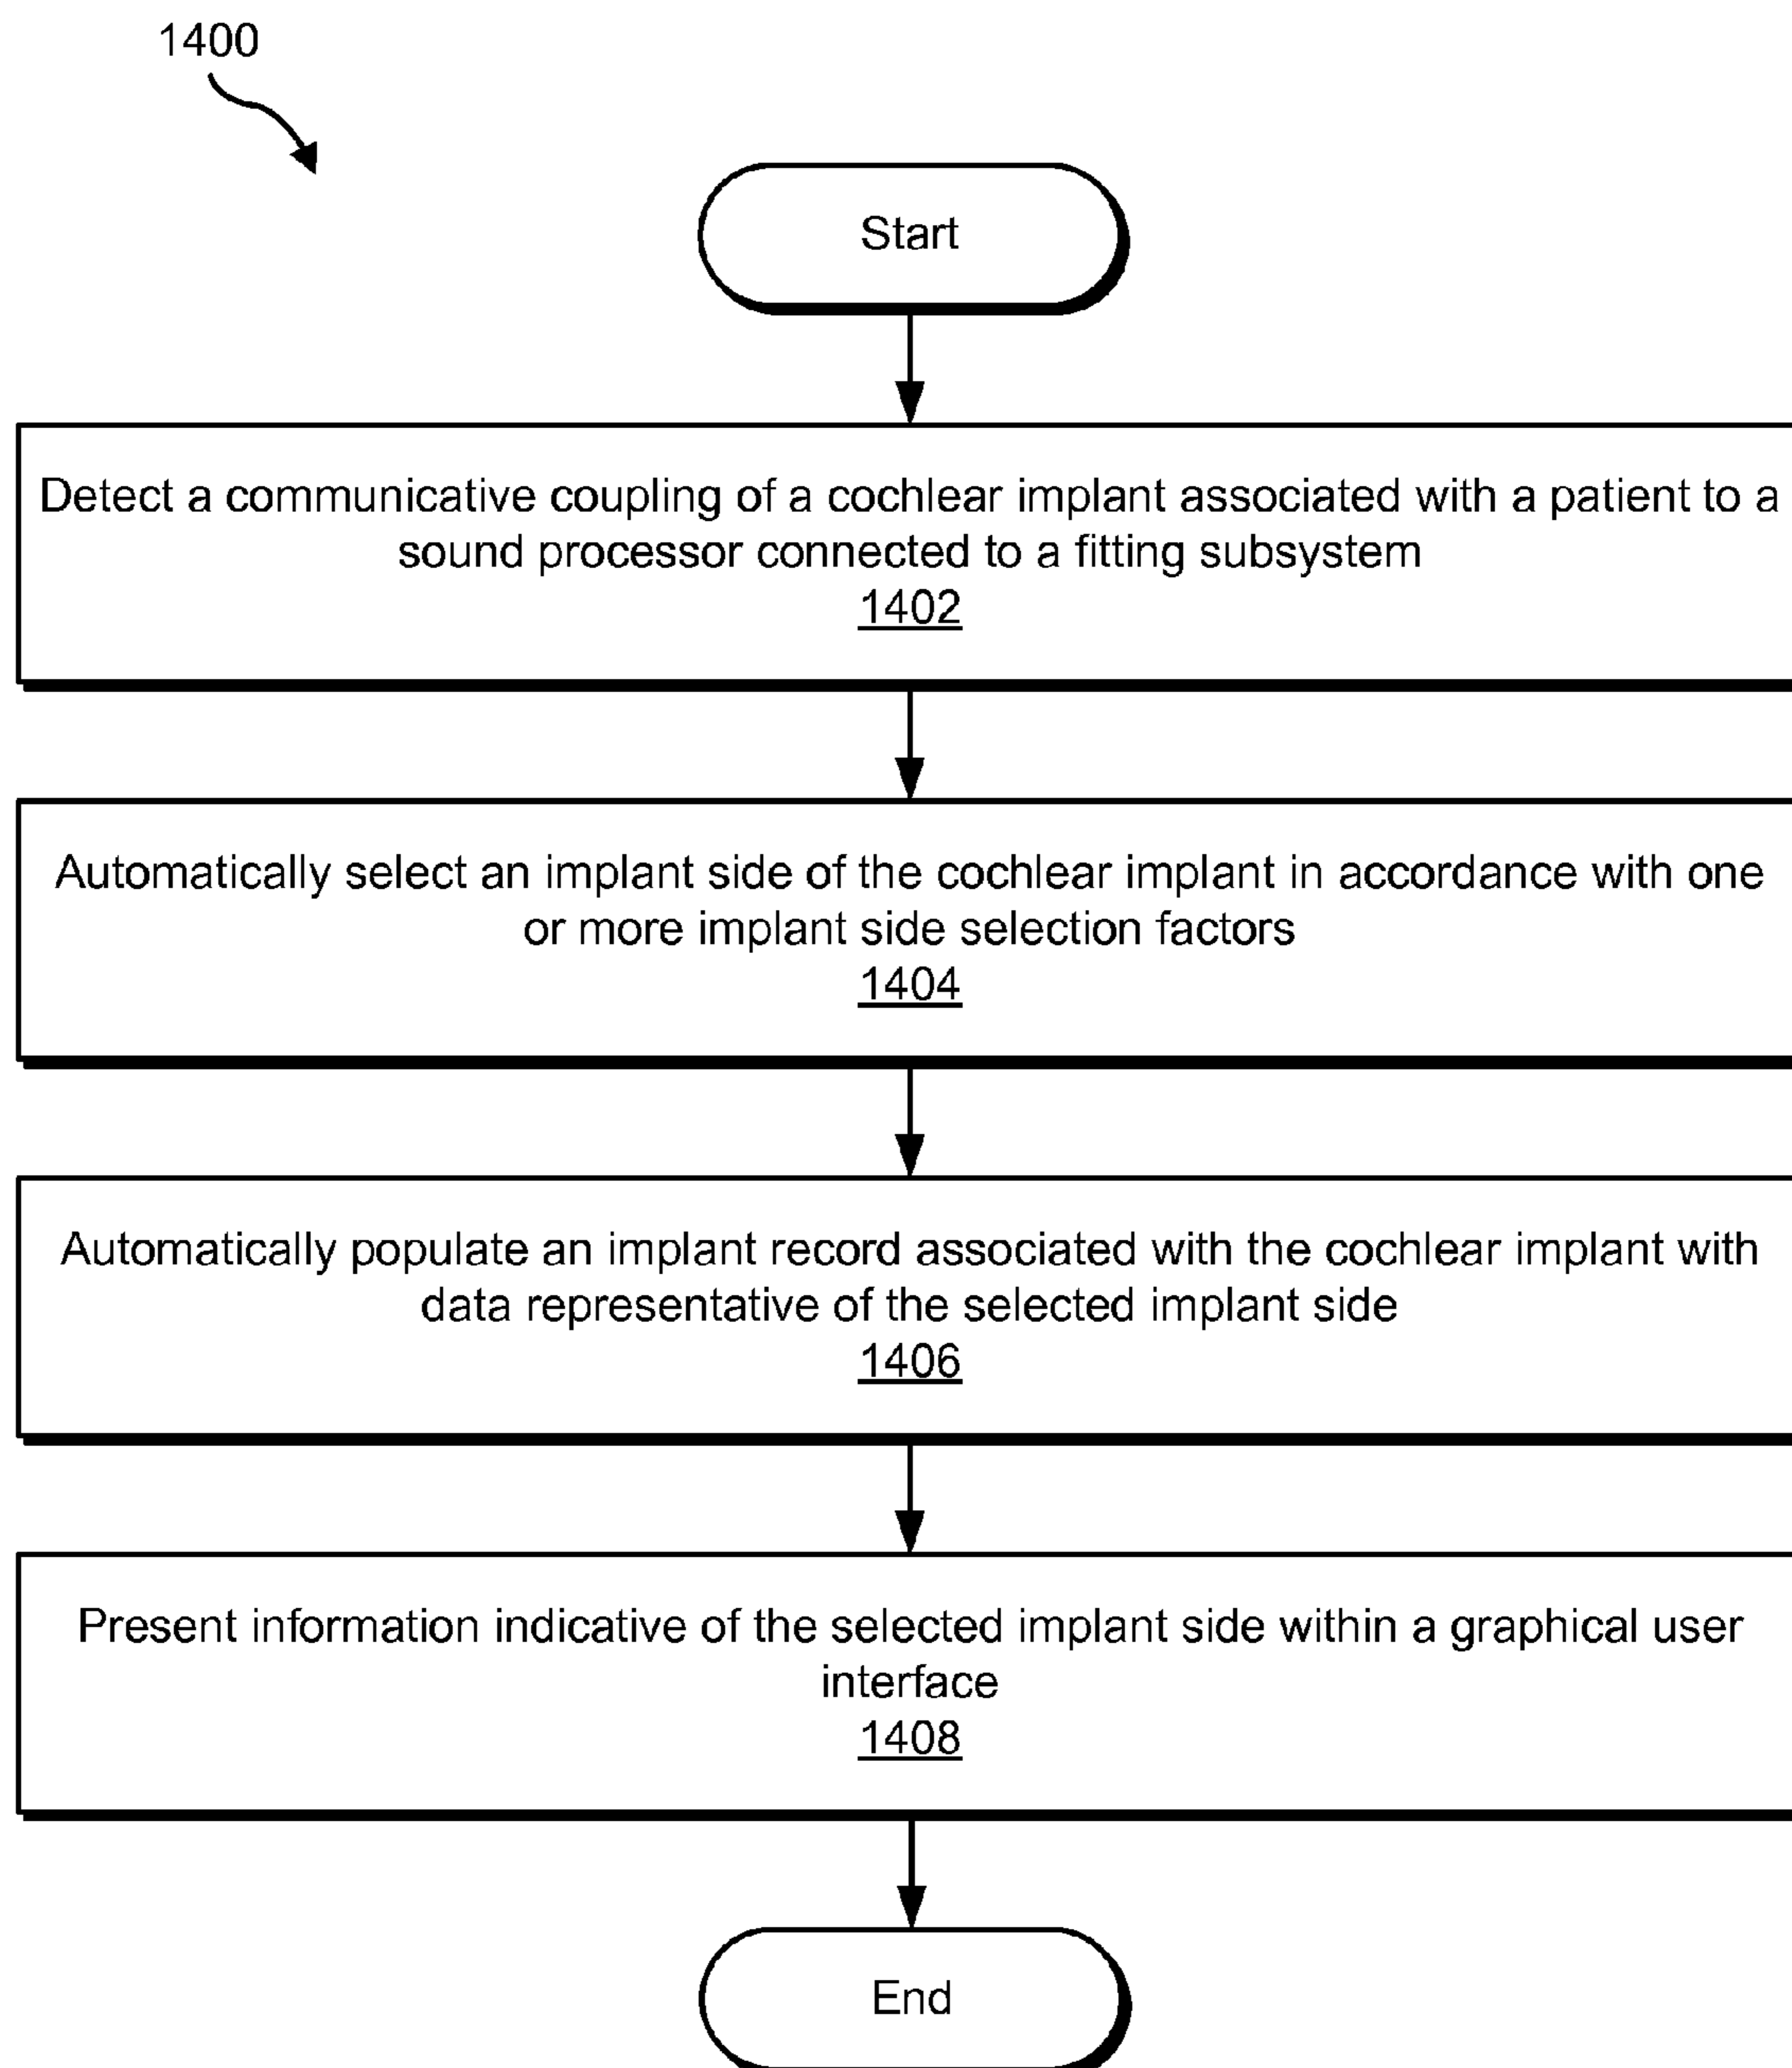 1400
Start
Detect a communicative coupling of a cochlear implant associated with a patient to a
sound processor connected to a fitting subsystem
1402
Automatically select an implant side of the cochlear implant in accordance with one
or more implant side selection factors
1404
Automatically populate an implant record associated with the cochlear implant with
data representative of the selected implant side
1406
Present information indicative of the selected implant side within a graphical user
interface
1408
End